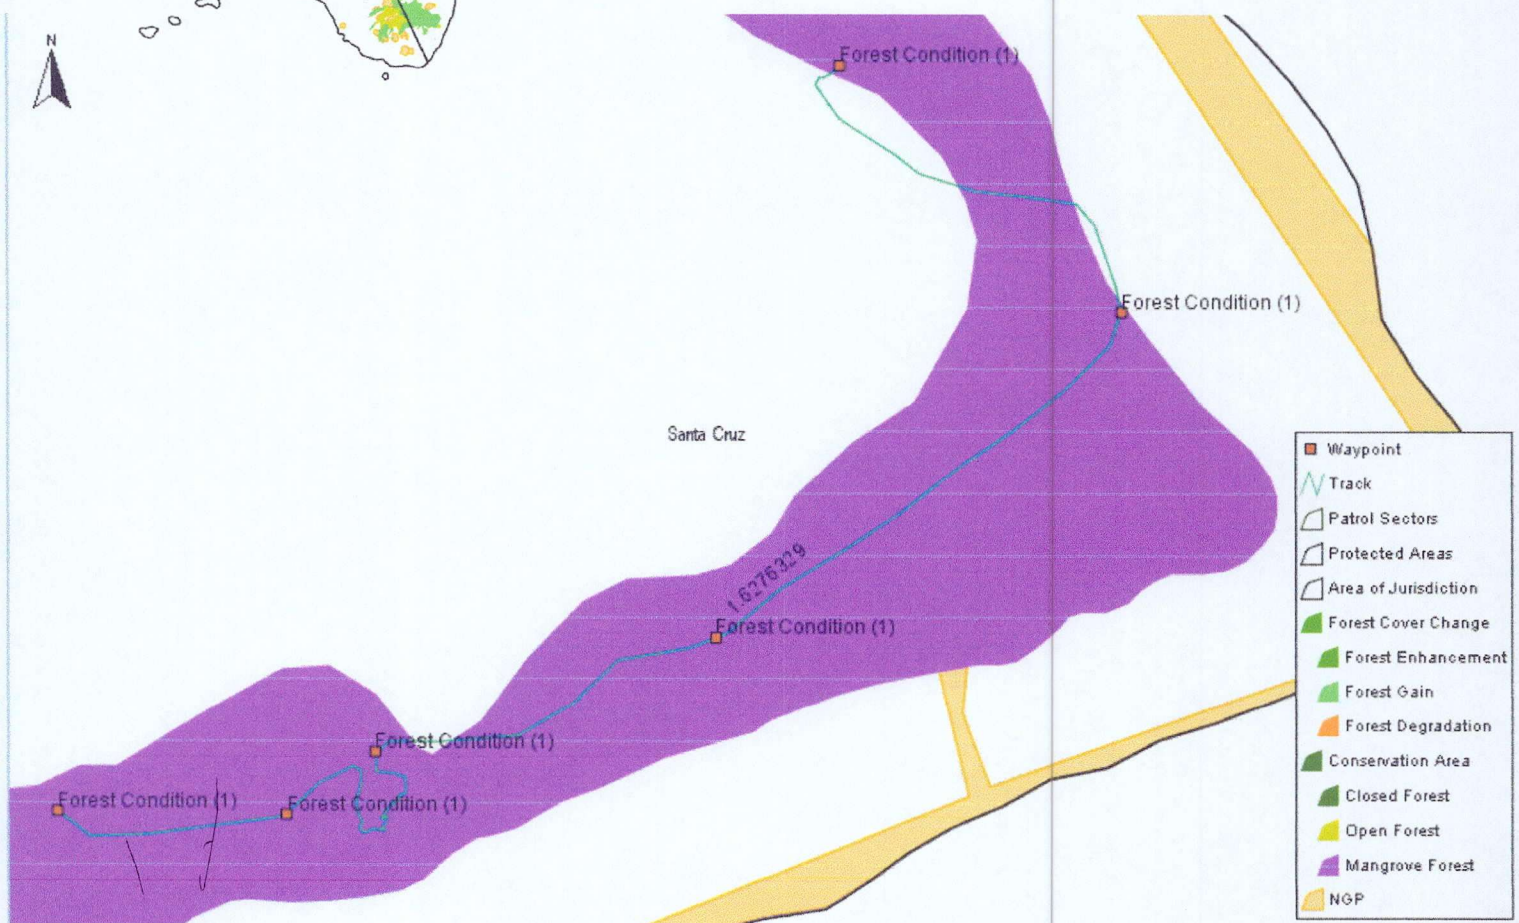 N
Forest Condition (1)
Forest Condition (1)
Santa Cruz
1.6276329
Forest Condition (1)
Forest Condition (1)
Forest Condition (1)
Forest Condition (1)
Waypoint
Track
Patrol Sectors
Protected Areas
Area of Jurisdiction
Forest Cover Change
Forest Enhancement
Forest Gain
Forest Degradation
Conservation Area
Closed Forest
Open Forest
Mangrove Forest
NGP